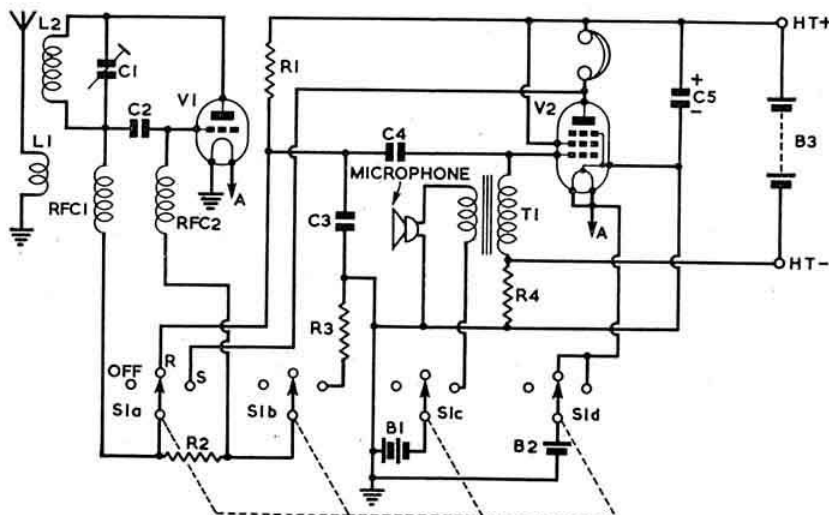 L2
C1
C2
V1
L1
RFC1
RFC2
A
R1
C4
MICROPHONE
C3
R3
T1
R4
V2
A
C5
+
-
HT+
B3
HT-
OFF
R
S
S1a
S1b
S1c
S1d
R2
B1
B2